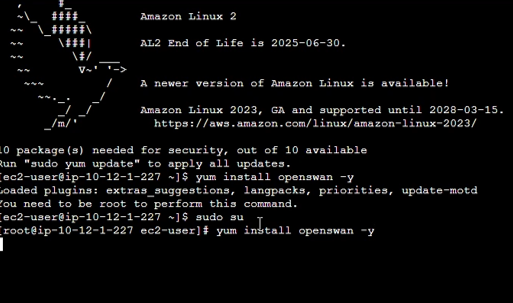 ,     #_
~\_  ####_        Amazon Linux 2
~~  \_#####\
~~     \###|       AL2 End of Life is 2025-06-30.
~~       \#/ ___
~~       V~' '->
~~~         /    A newer version of Amazon Linux is available!
~~._.   _/
_/ _/       Amazon Linux 2023, GA and supported until 2028-03-15.
_/m/'           https://aws.amazon.com/linux/amazon-linux-2023/
10 package(s) needed for security, out of 10 available
Run "sudo yum update" to apply all updates.
[ec2-user@ip-10-12-1-227 ~]$ yum install openswan -y
Loaded plugins: extras_suggestions, langpacks, priorities, update-motd
You need to be root to perform this command.
[ec2-user@ip-10-12-1-227 ~]$ sudo su
[root@ip-10-12-1-227 ec2-user]# yum install openswan -y